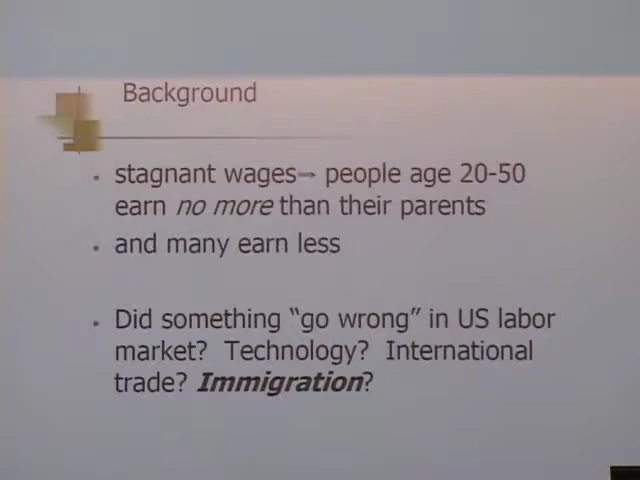 Background
• stagnant wages→ people age 20-50
earn no more than their parents
• and many earn less
• Did something “go wrong” in US labor
market? Technology? International
trade? Immigration?